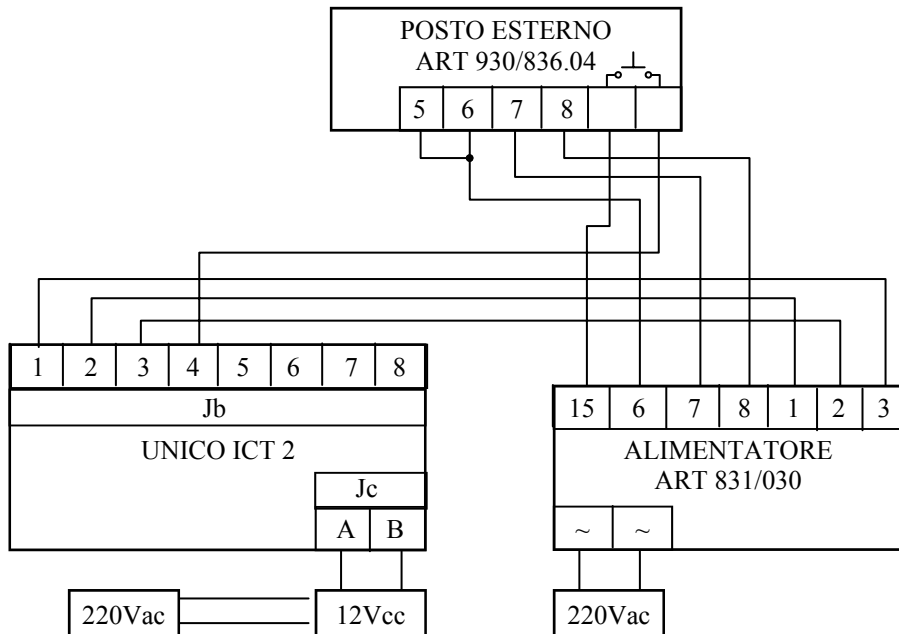 POSTO ESTERNO
ART 930/836.04
5 6 7 8
1 2 3 4 5 6 7 8
Jb
UNICO ICT 2
Jc
A B
220Vac
12Vcc
15 6 7 8 1 2 3
ALIMENTATORE
ART 831/030
~ ~
220Vac